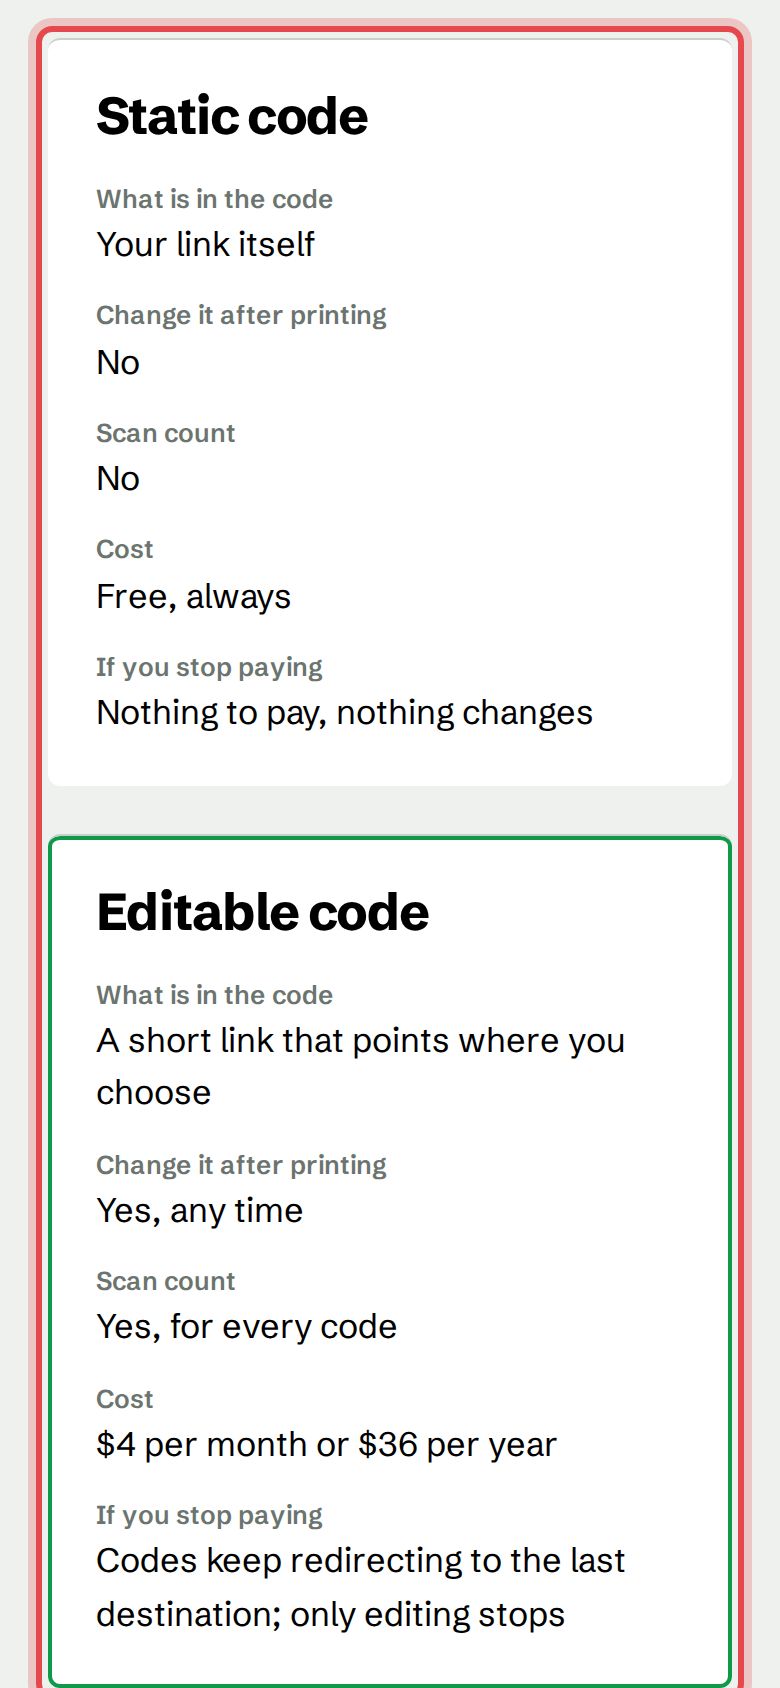 Static code
What is in the code
Your link itself
Change it after printing
No
Scan count
No
Cost
Free, always
If you stop paying
Nothing to pay, nothing changes
Editable code
What is in the code
A short link that points where you
choose
Change it after printing
Yes, any time
Scan count
Yes, for every code
Cost
$4 per month or $36 per year
If you stop paying
Codes keep redirecting to the last
destination; only editing stops